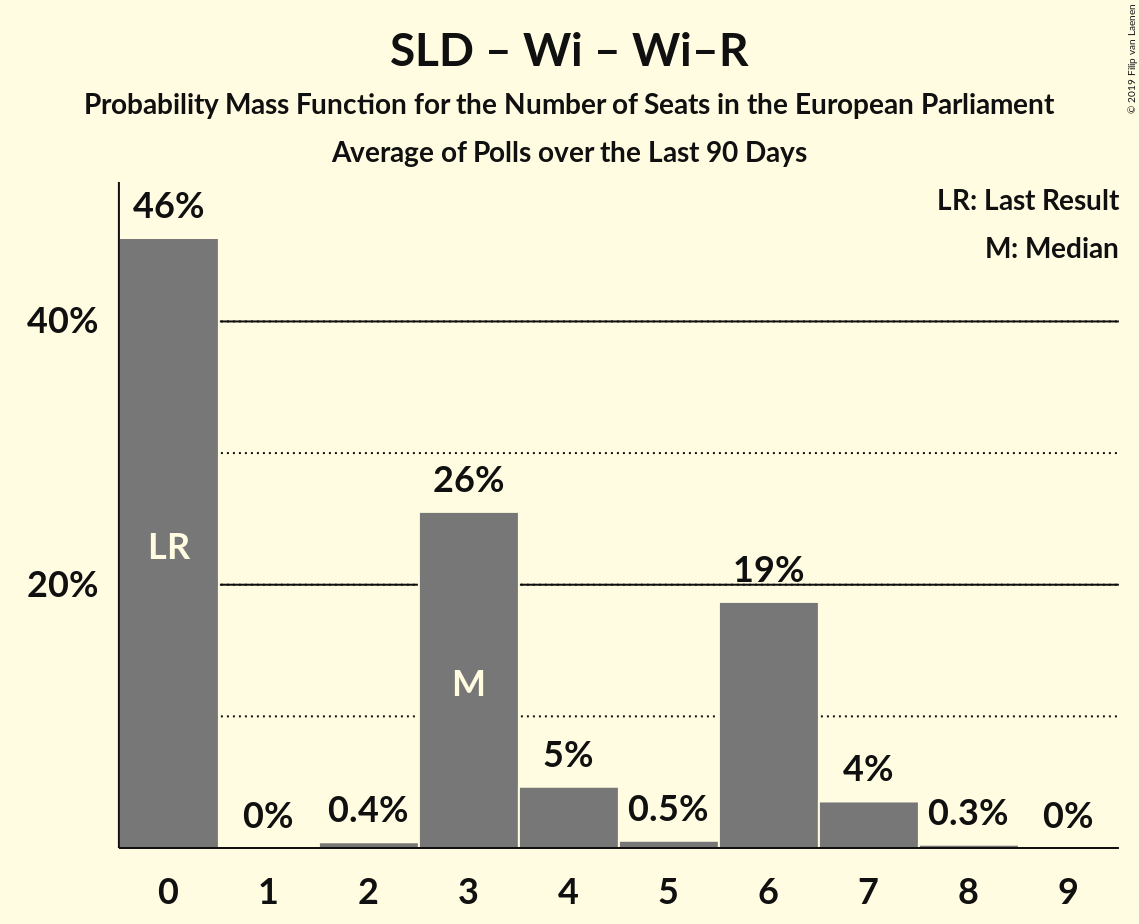 SLD – Wi – Wi–R
Probability Mass Function for the Number of Seats in the European Parliament
Average of Polls over the Last 90 Days
© 2019 Filip van Laenen
LR: Last Result
M: Median
46%
40%
26%
LR
19%
20%
M
5%
4%
0%
0.4%
0.5%
0.3%
0%
0 1 2 3 4 5 6 7 8 9